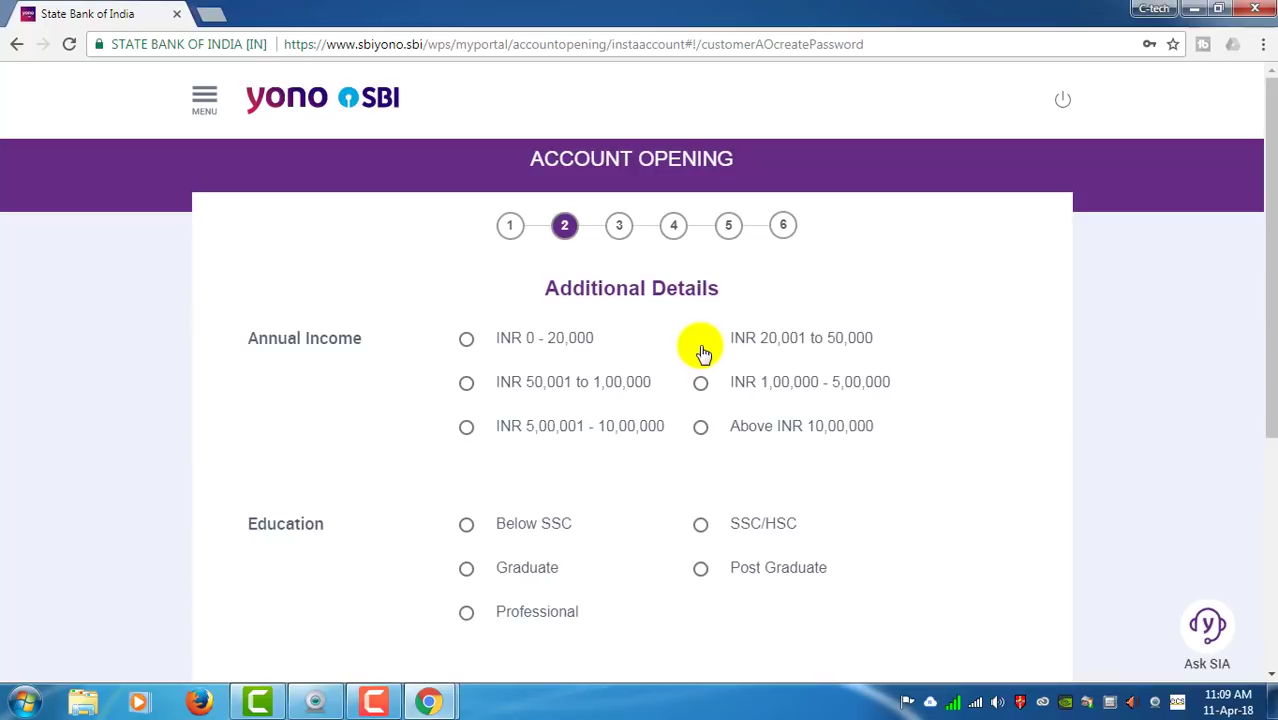 State Bank of India
C-tech
STATE BANK OF INDIA [IN] https://www.sbiyono.sbi/wps/myportal/accountopening/instaaccount#!/customerAOcreatePassword
MENU
yono SBI
ACCOUNT OPENING
1 2 3 4 5 6
Additional Details
Annual Income INR 0 - 20,000 INR 20,001 to 50,000
INR 50,001 to 1,00,000 INR 1,00,000 - 5,00,000
INR 5,00,001 - 10,00,000 Above INR 10,00,000
Education Below SSC SSC/HSC
Graduate Post Graduate
Professional
y
Ask SIA
11:09 AM
11-Apr-18